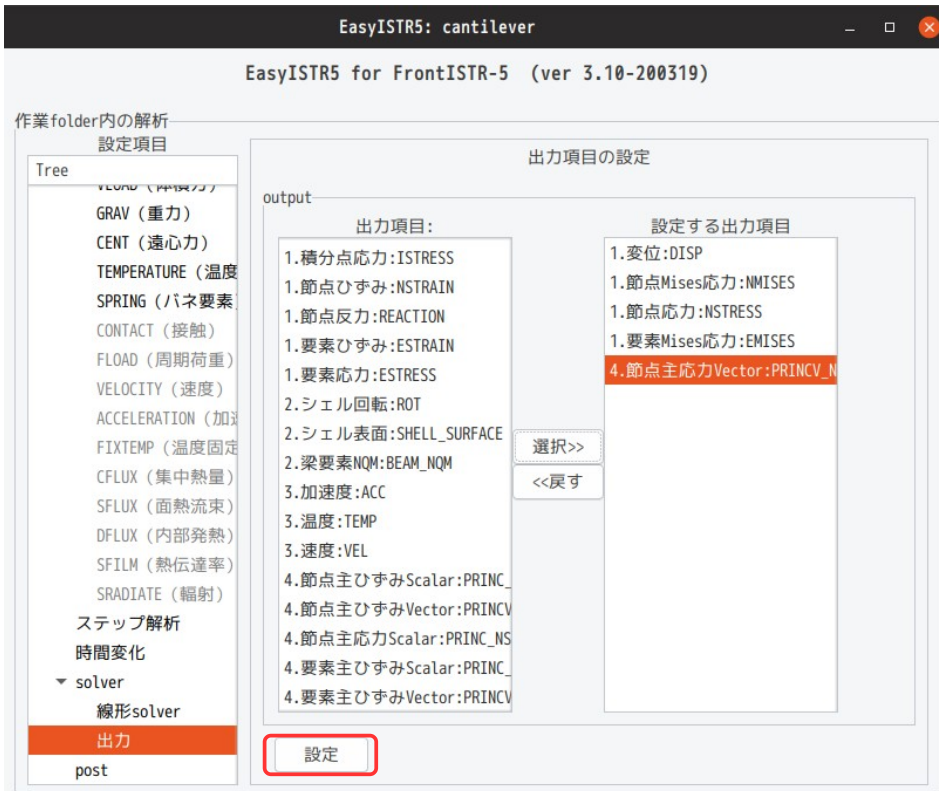 EasyISTR5: cantilever
EasyISTR5 for FrontISTR-5 (ver 3.10-200319)
作業folder内の解析
設定項目
Tree
VLOAD (体積力)
GRAV (重力)
CENT (遠心力)
TEMPERATURE (温度
SPRING (バネ要素
CONTACT (接触)
FLOAD (周期荷重)
VELOCITY (速度)
ACCELERATION (加速
FIXTEMP (温度固定
CFLUX (集中熱量)
SFLUX (面熱流束)
DFLUX (内部発熱)
SFILM (熱伝達率)
SRADIATE (輻射)
ステップ解析
時間変化
solver
線形solver
出力
post
出力項目の設定
output
出力項目:
1.積分点応力:ISTRESS
1.節点ひずみ:NSTRAIN
1.節点反力:REACTION
1.要素ひずみ:ESTRAIN
1.要素応力:ESTRESS
2.シェル回転:ROT
2.シェル表面:SHELL_SURFACE
2.梁要素NQM:BEAM_NQM
3.加速度:ACC
3.温度:TEMP
3.速度:VEL
4.節点主ひずみScalar:PRINC_
4.節点主ひずみVector:PRINCV
4.節点主応力Scalar:PRINC_NS
4.要素主ひずみScalar:PRINC_
4.要素主ひずみVector:PRINCV
選択>>
<<戻す
設定する出力項目
1.変位:DISP
1.節点Mises応力:NMISES
1.節点応力:NSTRESS
1.要素Mises応力:EMISES
4.節点主応力Vector:PRINCV_N
設定